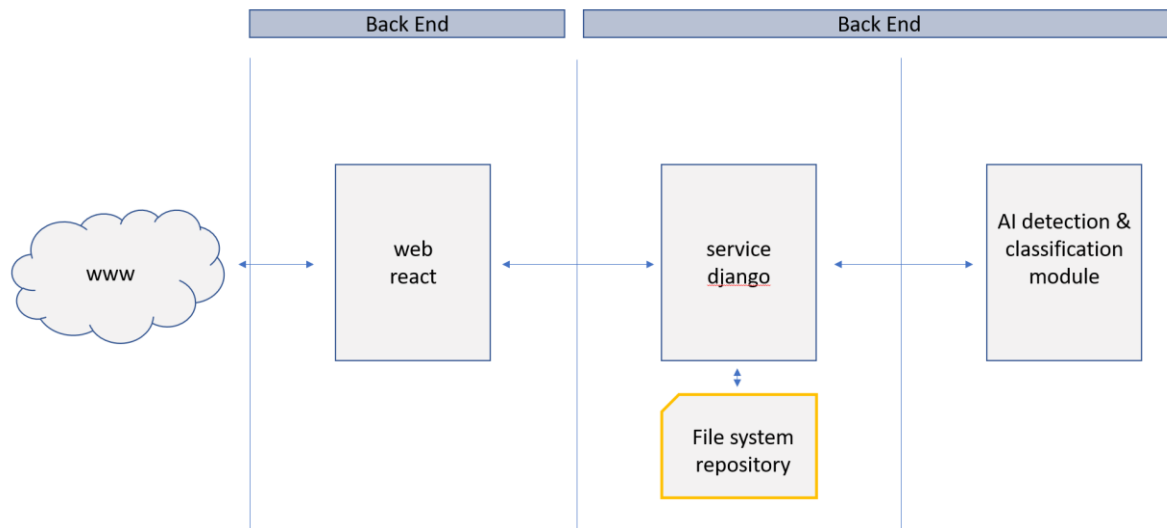 Back End
Back End
www
web
react
service
django
AI detection &
classification
module
File system
repository